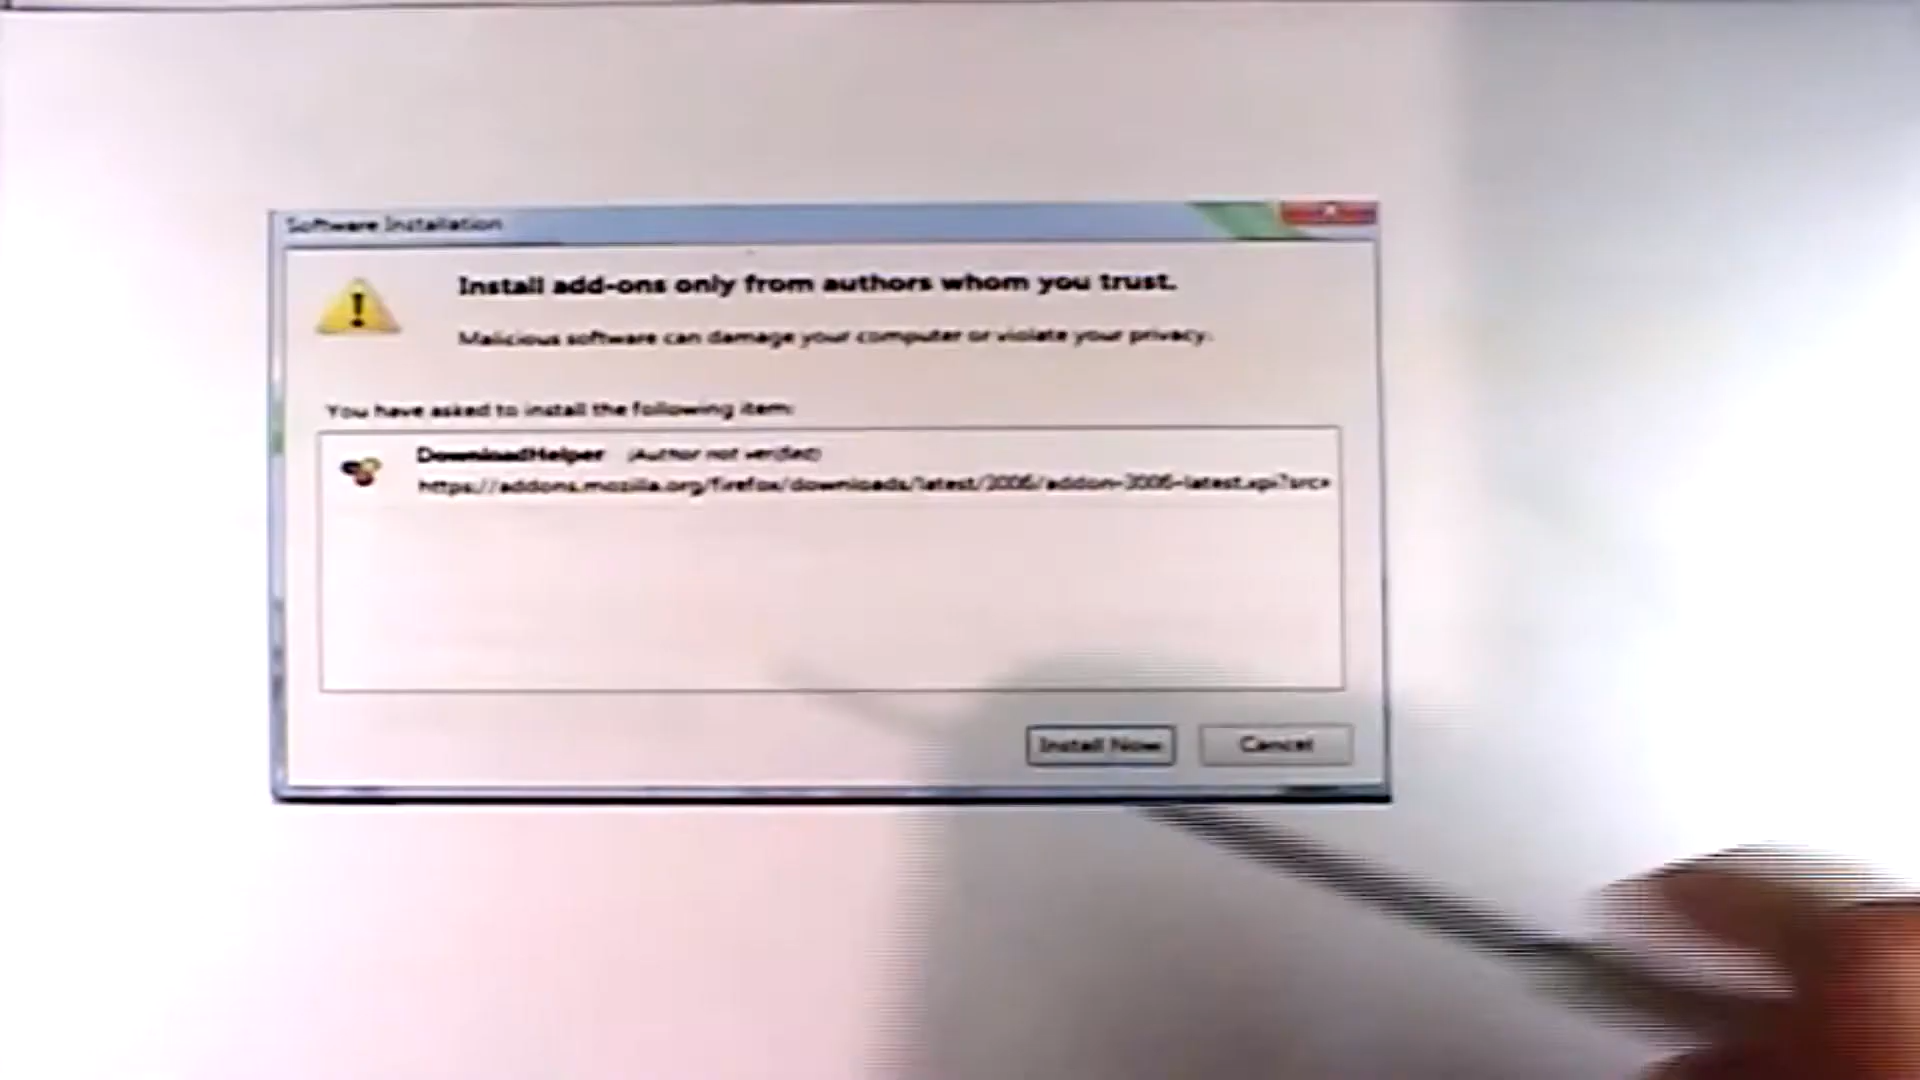 Software Installation
Install add-ons only from authors whom you trust.
Malicious software can damage your computer or violate your privacy.
You have asked to install the following item:
DownloadHelper (Author not verified)
https://addons.mozilla.org/firefox/downloads/latest/3006/addon-3006-latest.xpi?src=
Install Now
Cancel